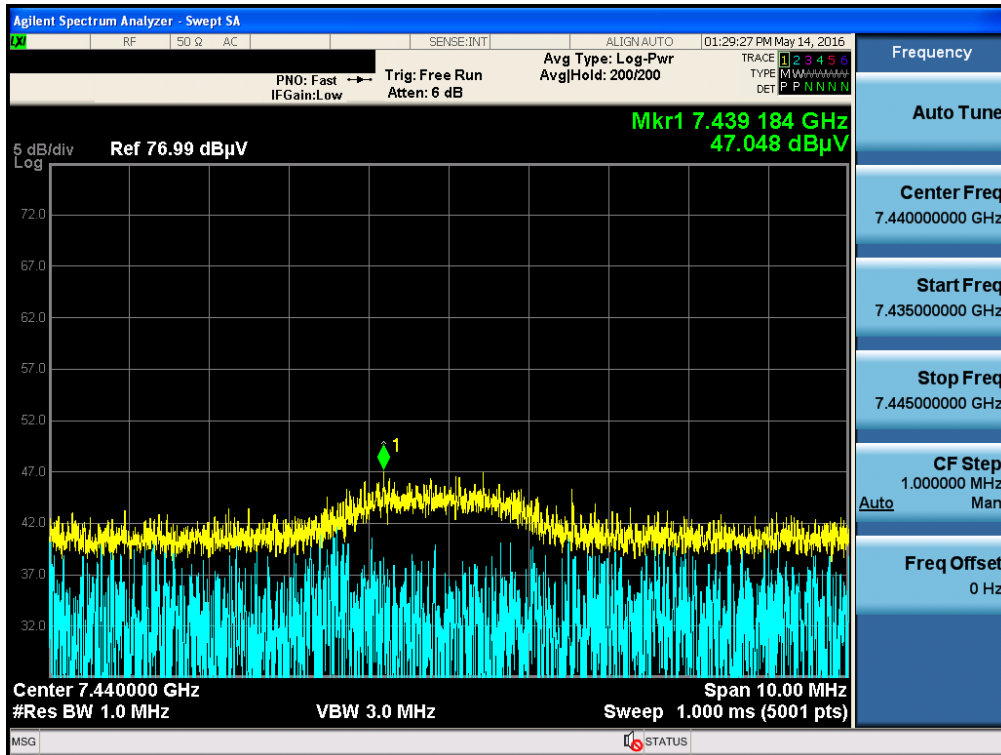 Agilent Spectrum Analyzer - Swept SA
LXI RF 50 Ω AC SENSE:INT ALIGN AUTO 01:29:27 PM May 14, 2016
PNO: Fast Trig: Free Run Avg Type: Log-Pwr TRACE 1 2 3 4 5 6
IFGain:Low Atten: 6 dB Avg|Hold: 200/200 TYPE M W
DET P P N N N N
Mkr1 7.439 184 GHz
47.048 dBµV
5 dB/div Ref 76.99 dBµV
Log
72.0
67.0
62.0
57.0
52.0
1
47.0
42.0
37.0
32.0
Center 7.440000 GHz Span 10.00 MHz
#Res BW 1.0 MHz VBW 3.0 MHz Sweep 1.000 ms (5001 pts)
MSG STATUS
Frequency
Auto Tune
Center Freq
7.440000000 GHz
Start Freq
7.435000000 GHz
Stop Freq
7.445000000 GHz
CF Step
1.000000 MHz
Auto Man
Freq Offset
0 Hz